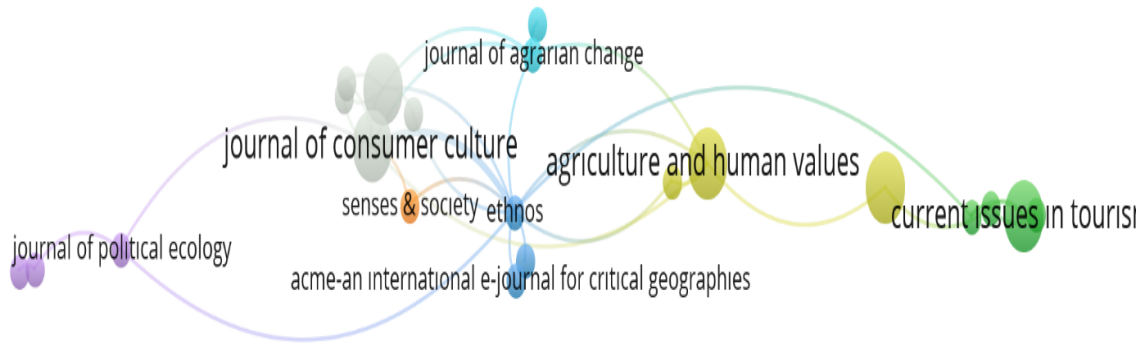 journal of agrarian change
journal of consumer culture
agriculture and human values
senses & society
ethnos
current issues in tourism
journal of political ecology
acme-an international e-journal for critical geographies